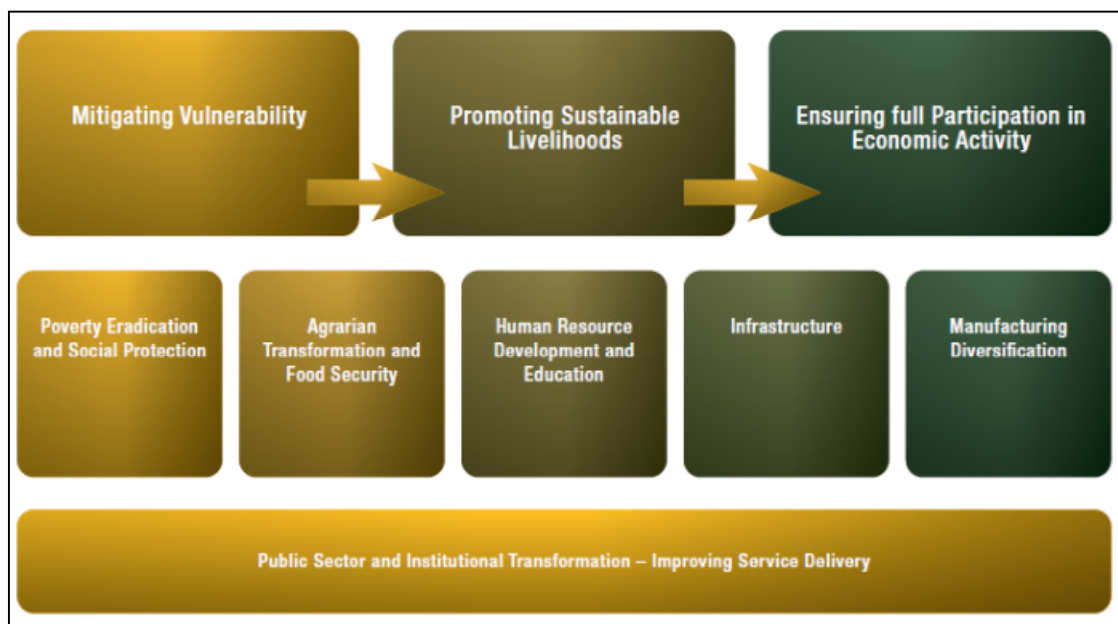 Mitigating Vulnerability
Promoting Sustainable
Livelihoods
Ensuring full Participation in
Economic Activity
Poverty Eradication
and Social Protection
Agrarian
Transformation and
Food Security
Human Resource
Development and
Education
Infrastructure
Manufacturing
Diversification
Public Sector and Institutional Transformation – Improving Service Delivery